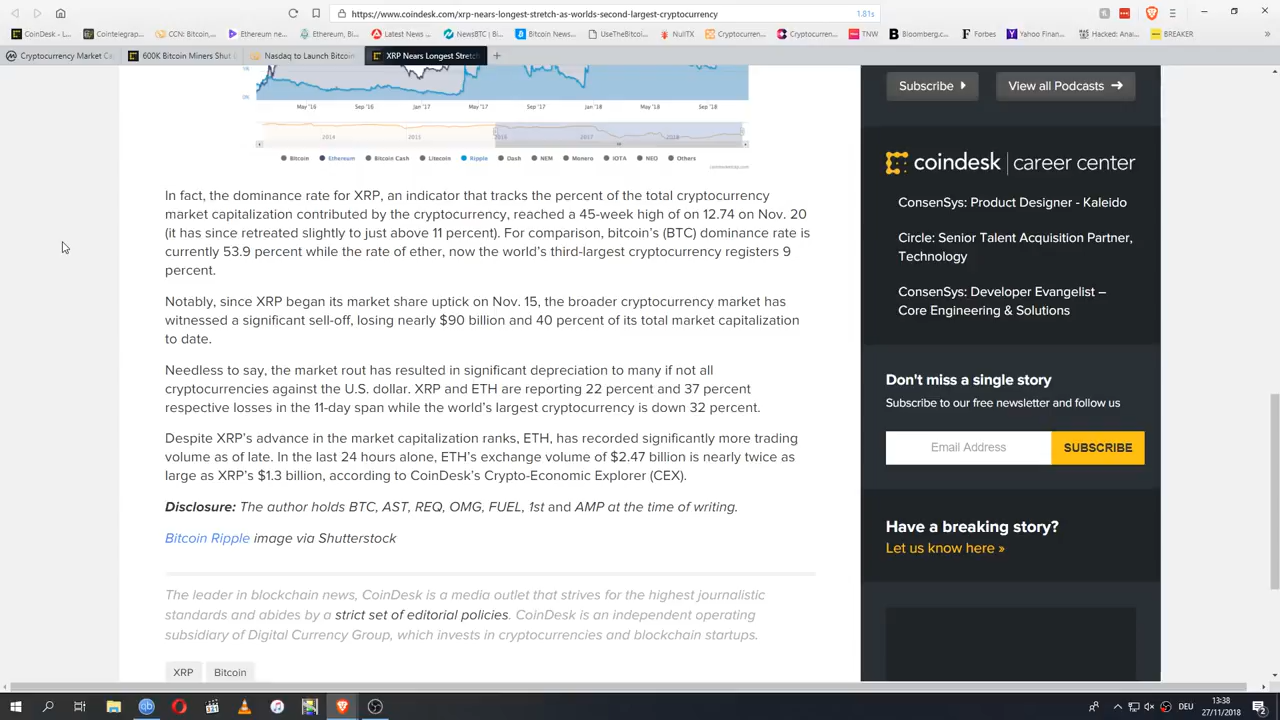 https://www.coindesk.com/xrp-nears-longest-stretch-as-worlds-second-largest-cryptocurrency
1.81s
CoinDesk - L...
Cointelegrap...
CCN: Bitcoin,...
Ethereum ne...
Ethereum, Bi...
Latest News ...
NewsBTC | Bi...
Bitcoin News...
UseTheBitcoi...
NullTX
Cryptocurren...
Cryptocurren...
TNW
Bloomberg.c...
Forbes
Yahoo Finan...
Hacked: Anal...
BREAKER
Cryptocurrency Market Ca
600K Bitcoin Miners Shut
Nasdaq to Launch Bitcoin
XRP Nears Longest Stretch
0%
May '16
Sep '16
Jan '17
May '17
Sep '17
Jan '18
May '18
Sep '18
2014
2015
2016
2017
2018
Bitcoin
Ethereum
Bitcoin Cash
Litecoin
Ripple
Dash
NEM
Monero
IOTA
NEO
Others
coinmarketcap.com
In fact, the dominance rate for XRP, an indicator that tracks the percent of the total cryptocurrency
market capitalization contributed by the cryptocurrency, reached a 45-week high of on 12.74 on Nov. 20
(it has since retreated slightly to just above 11 percent). For comparison, bitcoin's (BTC) dominance rate is
currently 53.9 percent while the rate of ether, now the world's third-largest cryptocurrency registers 9
percent.
Notably, since XRP began its market share uptick on Nov. 15, the broader cryptocurrency market has
witnessed a significant sell-off, losing nearly $90 billion and 40 percent of its total market capitalization
to date.
Needless to say, the market rout has resulted in significant depreciation to many if not all
cryptocurrencies against the U.S. dollar. XRP and ETH are reporting 22 percent and 37 percent
respective losses in the 11-day span while the world's largest cryptocurrency is down 32 percent.
Despite XRP's advance in the market capitalization ranks, ETH, has recorded significantly more trading
volume as of late. In the last 24 hours alone, ETH's exchange volume of $2.47 billion is nearly twice as
large as XRP's $1.3 billion, according to CoinDesk's Crypto-Economic Explorer (CEX).
Disclosure: The author holds BTC, AST, REQ, OMG, FUEL, 1st and AMP at the time of writing.
Bitcoin Ripple image via Shutterstock
The leader in blockchain news, CoinDesk is a media outlet that strives for the highest journalistic
standards and abides by a strict set of editorial policies. CoinDesk is an independent operating
subsidiary of Digital Currency Group, which invests in cryptocurrencies and blockchain startups.
XRP
Bitcoin
Subscribe
View all Podcasts
coindesk | career center
ConsenSys: Product Designer - Kaleido
Circle: Senior Talent Acquisition Partner,
Technology
ConsenSys: Developer Evangelist –
Core Engineering & Solutions
Don't miss a single story
Subscribe to our free newsletter and follow us
Email Address
SUBSCRIBE
Have a breaking story?
Let us know here »
DEU
13:38
27/11/2018
2